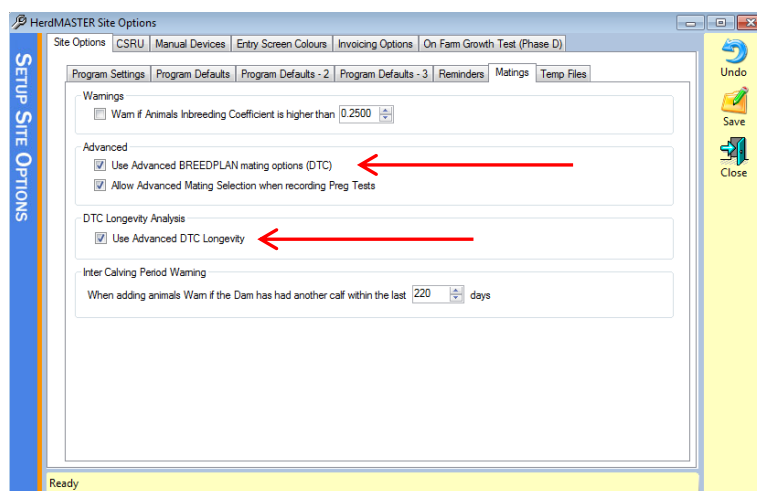 HerdMASTER Site Options
Site Options CSRU Manual Devices Entry Screen Colours Invoicing Options On Farm Growth Test (Phase D)
SETUP SITE OPTIONS
Program Settings Program Defaults Program Defaults - 2 Program Defaults - 3 Reminders Matings Temp Files
Undo
Save
Close
Warnings
Warn if Animals Inbreeding Coefficient is higher than 0.2500
Advanced
Use Advanced BREEDPLAN mating options (DTC)
Allow Advanced Mating Selection when recording Preg Tests
DTC Longevity Analysis
Use Advanced DTC Longevity
Inter Calving Period Warning
When adding animals Warn if the Dam has had another calf within the last 220 days
Ready